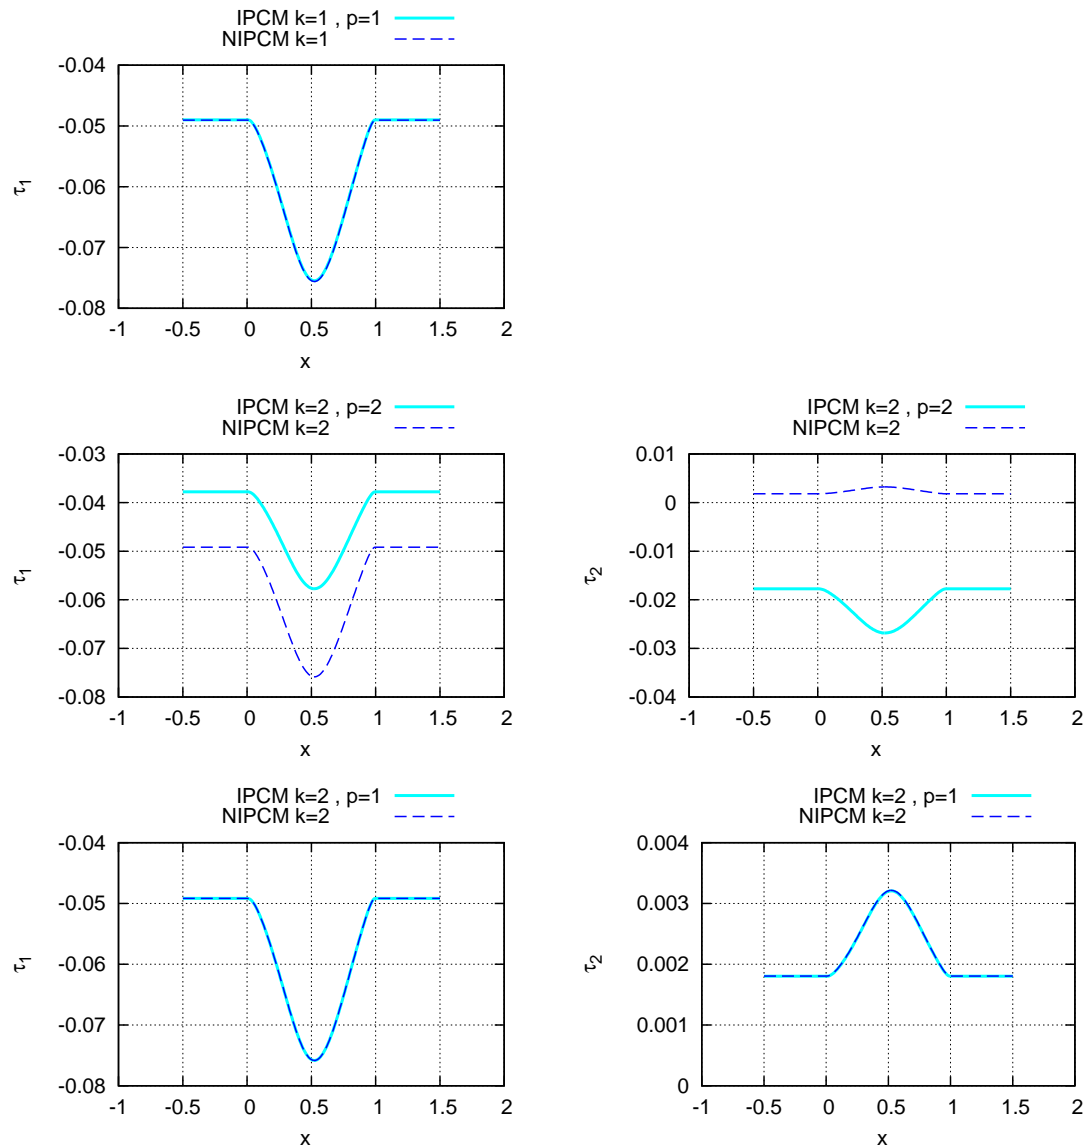 IPCM k=1 , p=1
NIPCM k=1
-0.04
-0.05
-0.06
-0.07
-0.08
τ1
-1 -0.5 0 0.5 1 1.5 2
x
IPCM k=2 , p=2
NIPCM k=2
-0.03
-0.04
-0.05
-0.06
-0.07
-0.08
τ1
-1 -0.5 0 0.5 1 1.5 2
x
IPCM k=2 , p=2
NIPCM k=2
0.01
0
-0.01
-0.02
-0.03
-0.04
τ2
-1 -0.5 0 0.5 1 1.5 2
x
IPCM k=2 , p=1
NIPCM k=2
-0.04
-0.05
-0.06
-0.07
-0.08
τ1
-1 -0.5 0 0.5 1 1.5 2
x
IPCM k=2 , p=1
NIPCM k=2
0.004
0.003
0.002
0.001
0
τ2
-1 -0.5 0 0.5 1 1.5 2
x